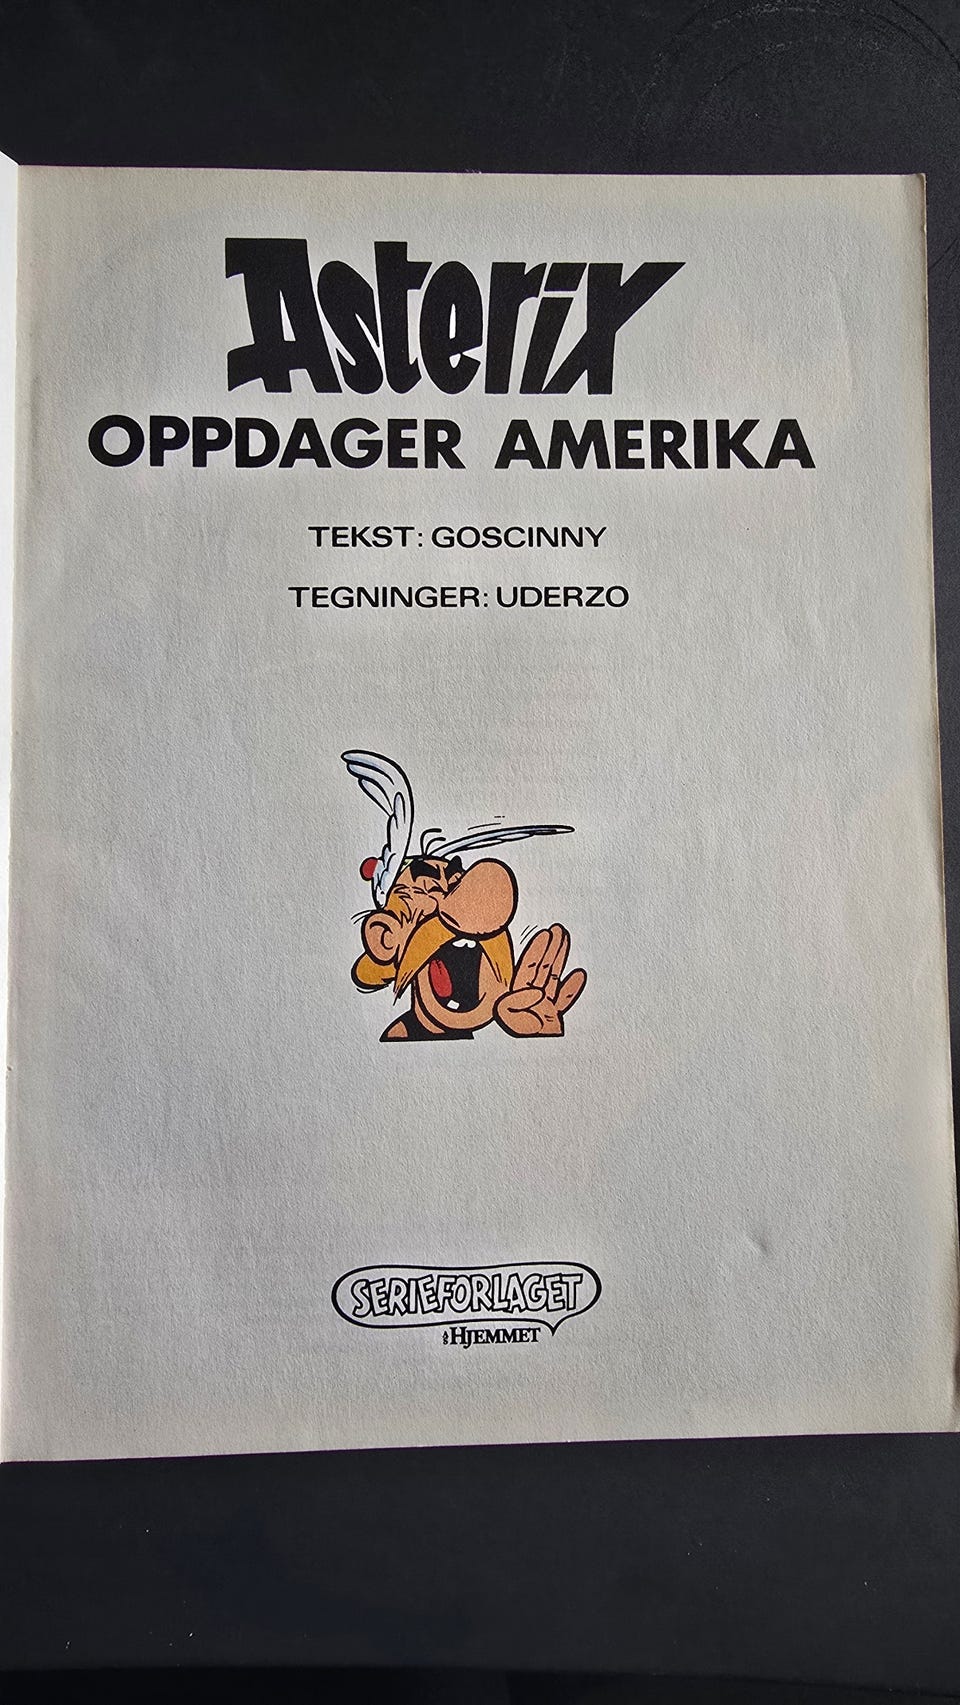 Asterix
OPPDAGER AMERIKA
TEKST: GOSCINNY
TEGNINGER: UDERZO
SERIEFORLAGET
A/S HJEMMET